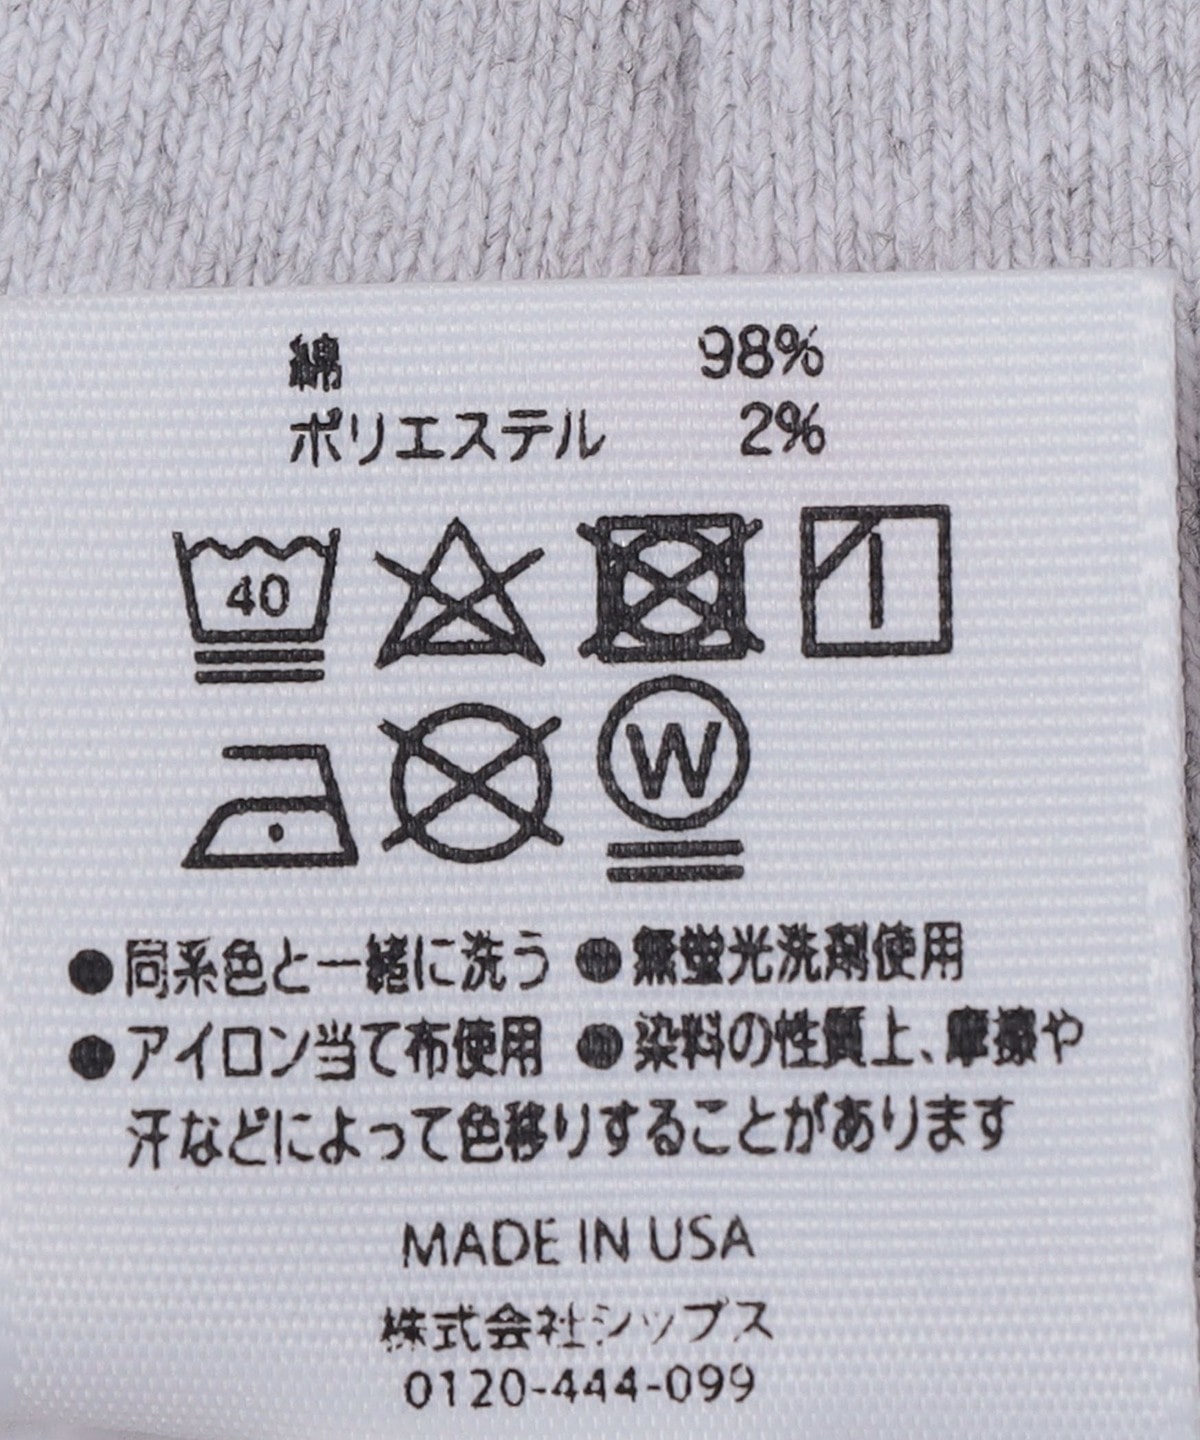 綿 98%
ポリエステル 2%
40
W
●同系色と一緒に洗う ●無蛍光洗剤使用
●アイロン当て布使用 ●染料の性質上、摩擦や
汗などによって色移りすることがあります
MADE IN USA
株式会社シップス
0120-444-099